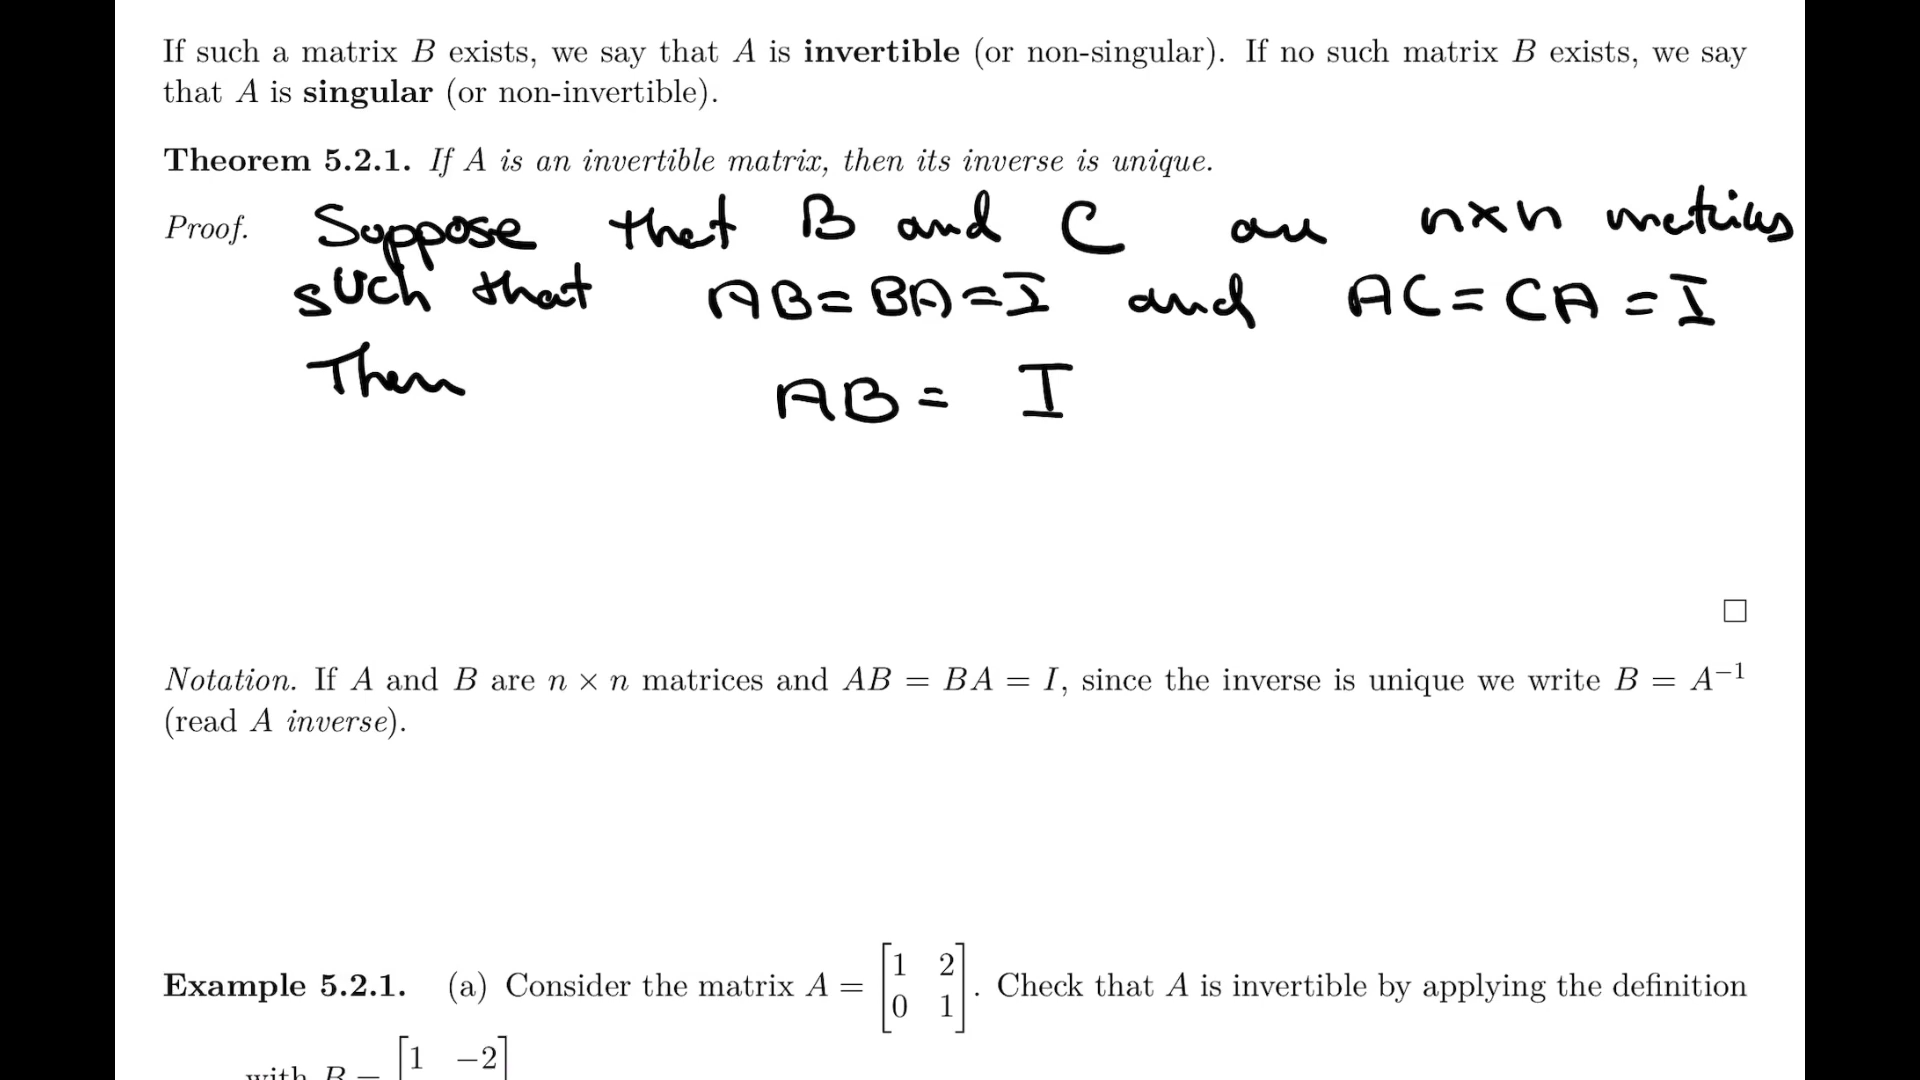 If such a matrix B exists, we say that A is invertible (or non-singular). If no such matrix B exists, we say
that A is singular (or non-invertible).
Theorem 5.2.1. If A is an invertible matrix, then its inverse is unique.
Proof. Suppose that B and C are n×n matrices
such that AB=BA=I and AC=CA=I
Then AB= I
□
Notation. If A and B are n × n matrices and AB = BA = I, since the inverse is unique we write B = A⁻¹
(read A inverse).
Example 5.2.1. (a) Consider the matrix A = [1 2; 0 1]. Check that A is invertible by applying the definition
with B = [1 −2